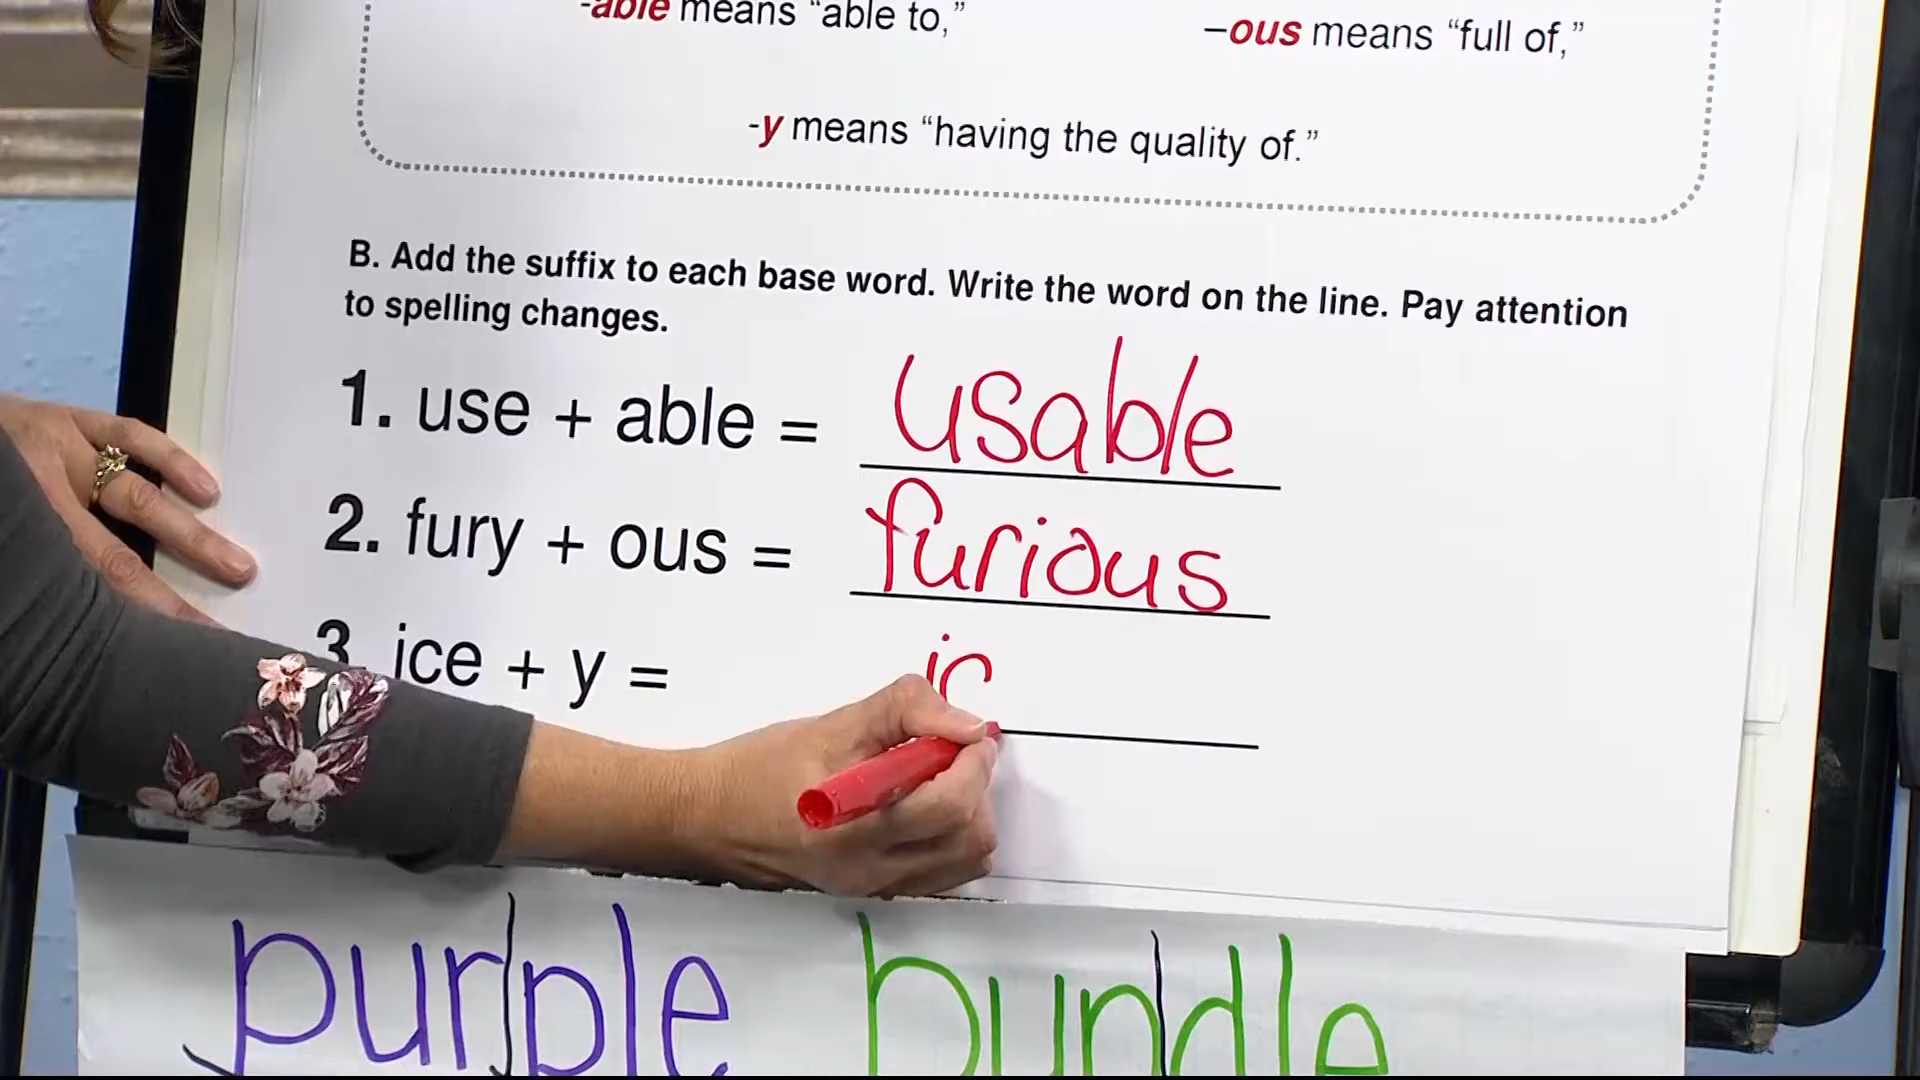 -able means “able to,”
–ous means “full of,”
-y means “having the quality of.”
B. Add the suffix to each base word. Write the word on the line. Pay attention
to spelling changes.
1. use + able = usable
2. fury + ous = furious
3. ice + y = ic
purple bundle